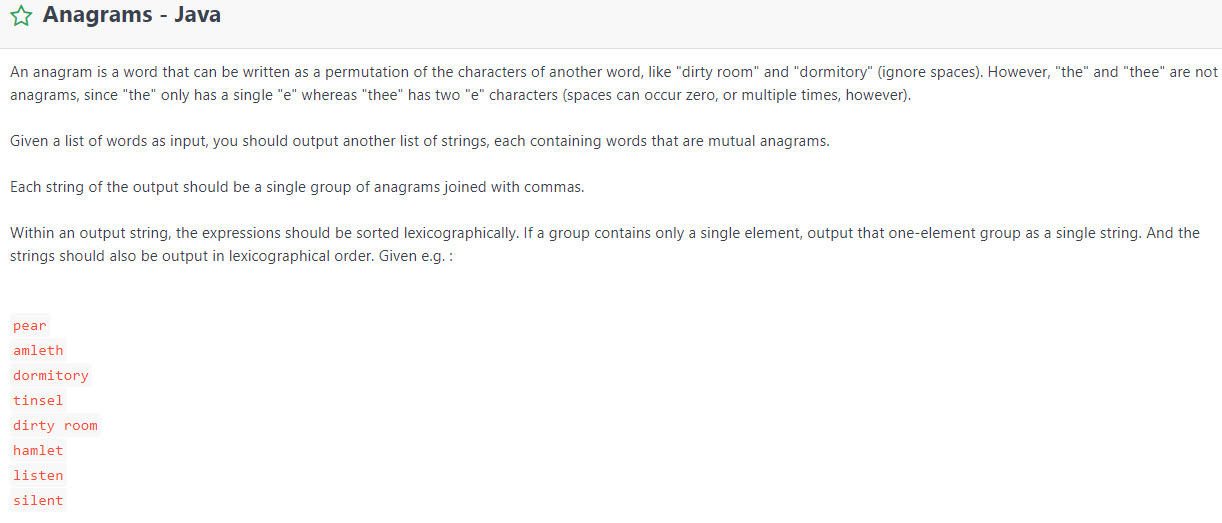 Anagrams - Java
An anagram is a word that can be written as a permutation of the characters of another word, like "dirty room" and "dormitory" (ignore spaces). However, "the" and "thee" are not
anagrams, since "the" only has a single "e" whereas "thee" has two "e" characters (spaces can occur zero, or multiple times, however).
Given a list of words as input, you should output another list of strings, each containing words that are mutual anagrams.
Each string of the output should be a single group of anagrams joined with commas.
Within an output string, the expressions should be sorted lexicographically. If a group contains only a single element, output that one-element group as a single string. And the
strings should also be output in lexicographical order. Given e.g. :
pear
amleth
dormitory
tinsel
dirty room
hamlet
listen
silent